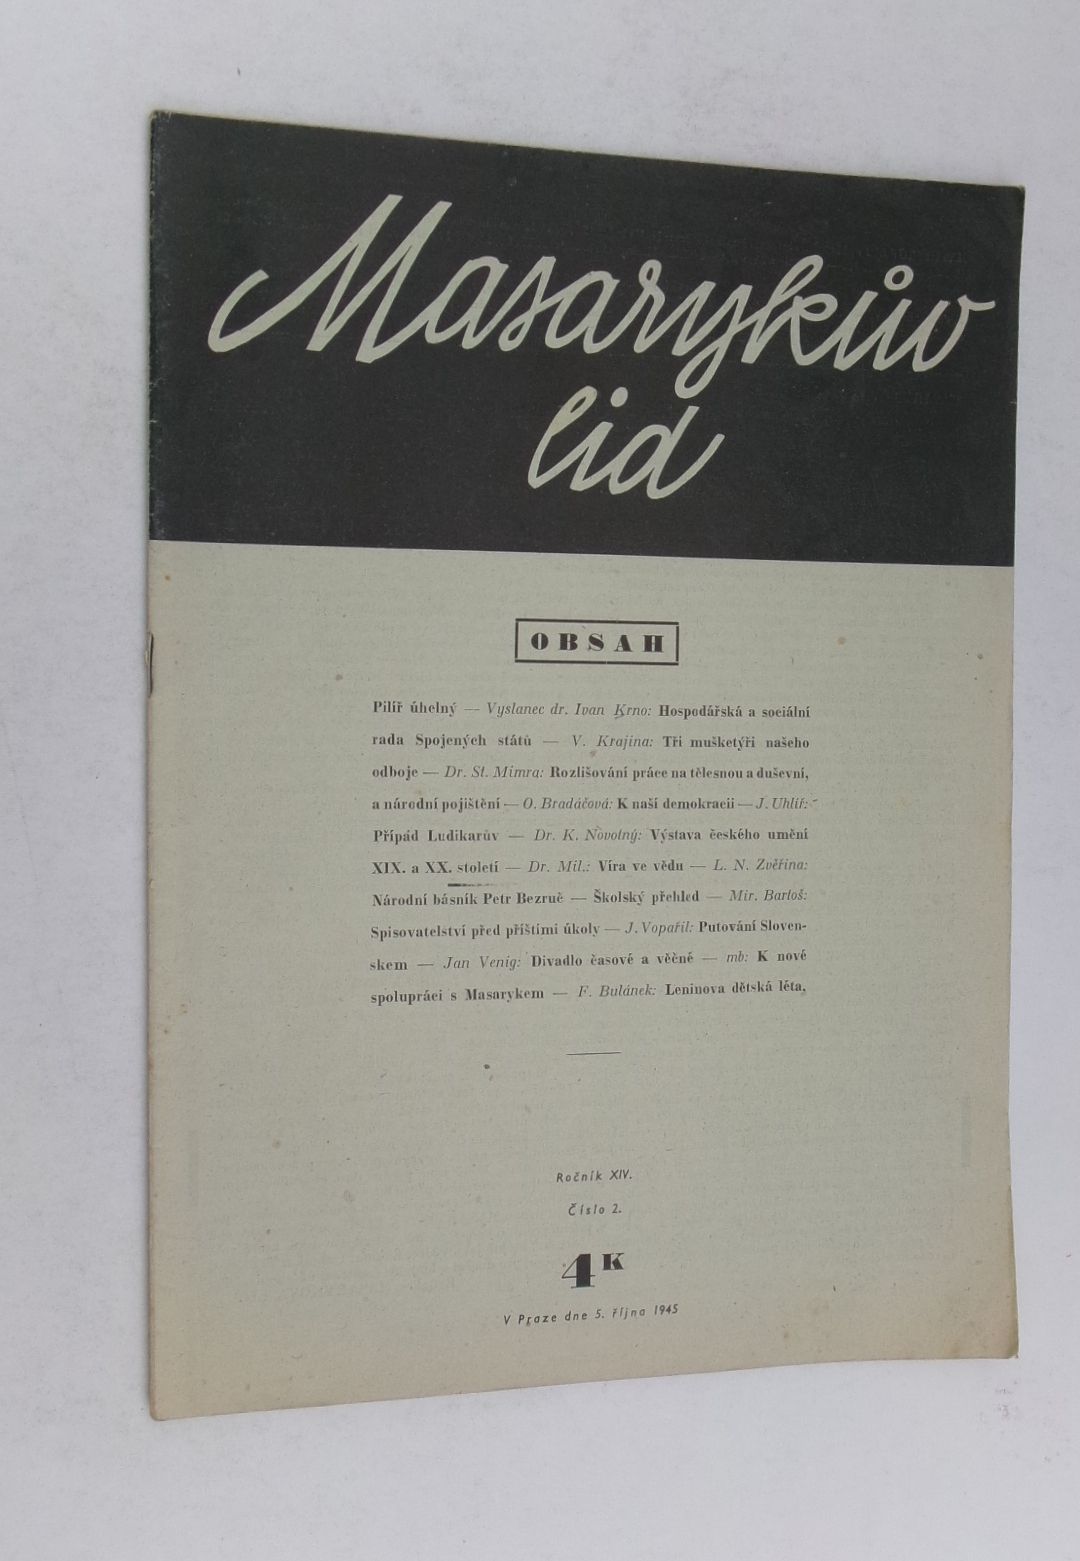 Masarykův
lid
OBSAH
Pilíř úhelný — Vyslanec dr. Ivan Krno: Hospodářská a sociální
rada Spojených států — V. Krajina: Tři mušketýři našeho
odboje — Dr. St. Mimra: Rozlišování práce na tělesnou a duševní,
a národní pojištění — O. Bradáčová: K naší demokracii — J. Uhlíř:
Případ Ludikarův — Dr. K. Novotný: Výstava českého umění
XIX. a XX. století — Dr. Mil.: Víra ve vědu — L. N. Zvěřina:
Národní básník Petr Bezruč — Školský přehled — Mir. Bartoš:
Spisovatelství před příštími úkoly — J. Vopařil: Putování Sloven-
skem — Jan Venig: Divadlo časové a věčné — mb: K nové
spolupráci s Masarykem — F. Bulánek: Leninova dětská léta.
Ročník XIV.
Číslo 2.
4 K
V Praze dne 5. října 1945